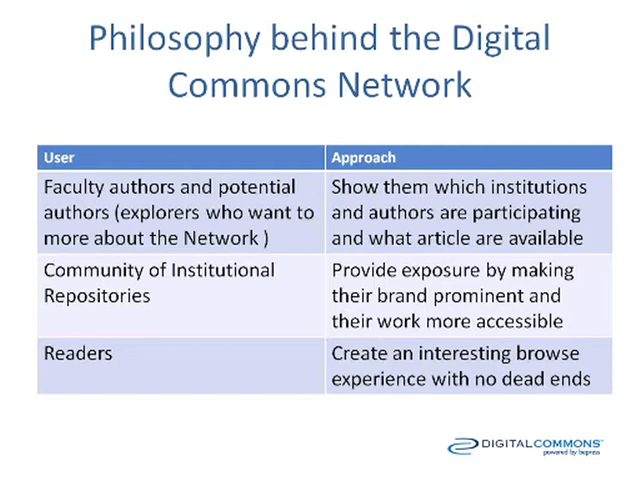 Philosophy behind the Digital
Commons Network
User
Approach
Faculty authors and potential
authors (explorers who want to
more about the Network )
Show them which institutions
and authors are participating
and what article are available
Community of Institutional
Repositories
Provide exposure by making
their brand prominent and
their work more accessible
Readers
Create an interesting browse
experience with no dead ends
DIGITALCOMMONS™
powered by bepress